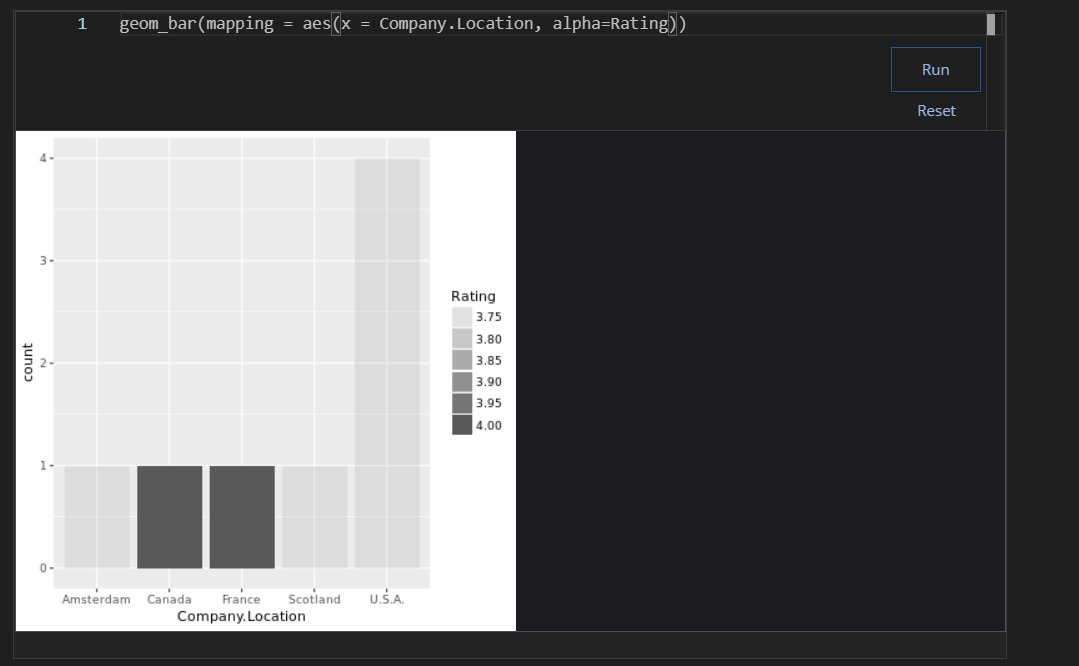 1 geom_bar(mapping = aes(x = Company.Location, alpha=Rating))
Run
Reset
4
3
2
1
0
count
Amsterdam Canada France Scotland U.S.A.
Company.Location
Rating
3.75
3.80
3.85
3.90
3.95
4.00